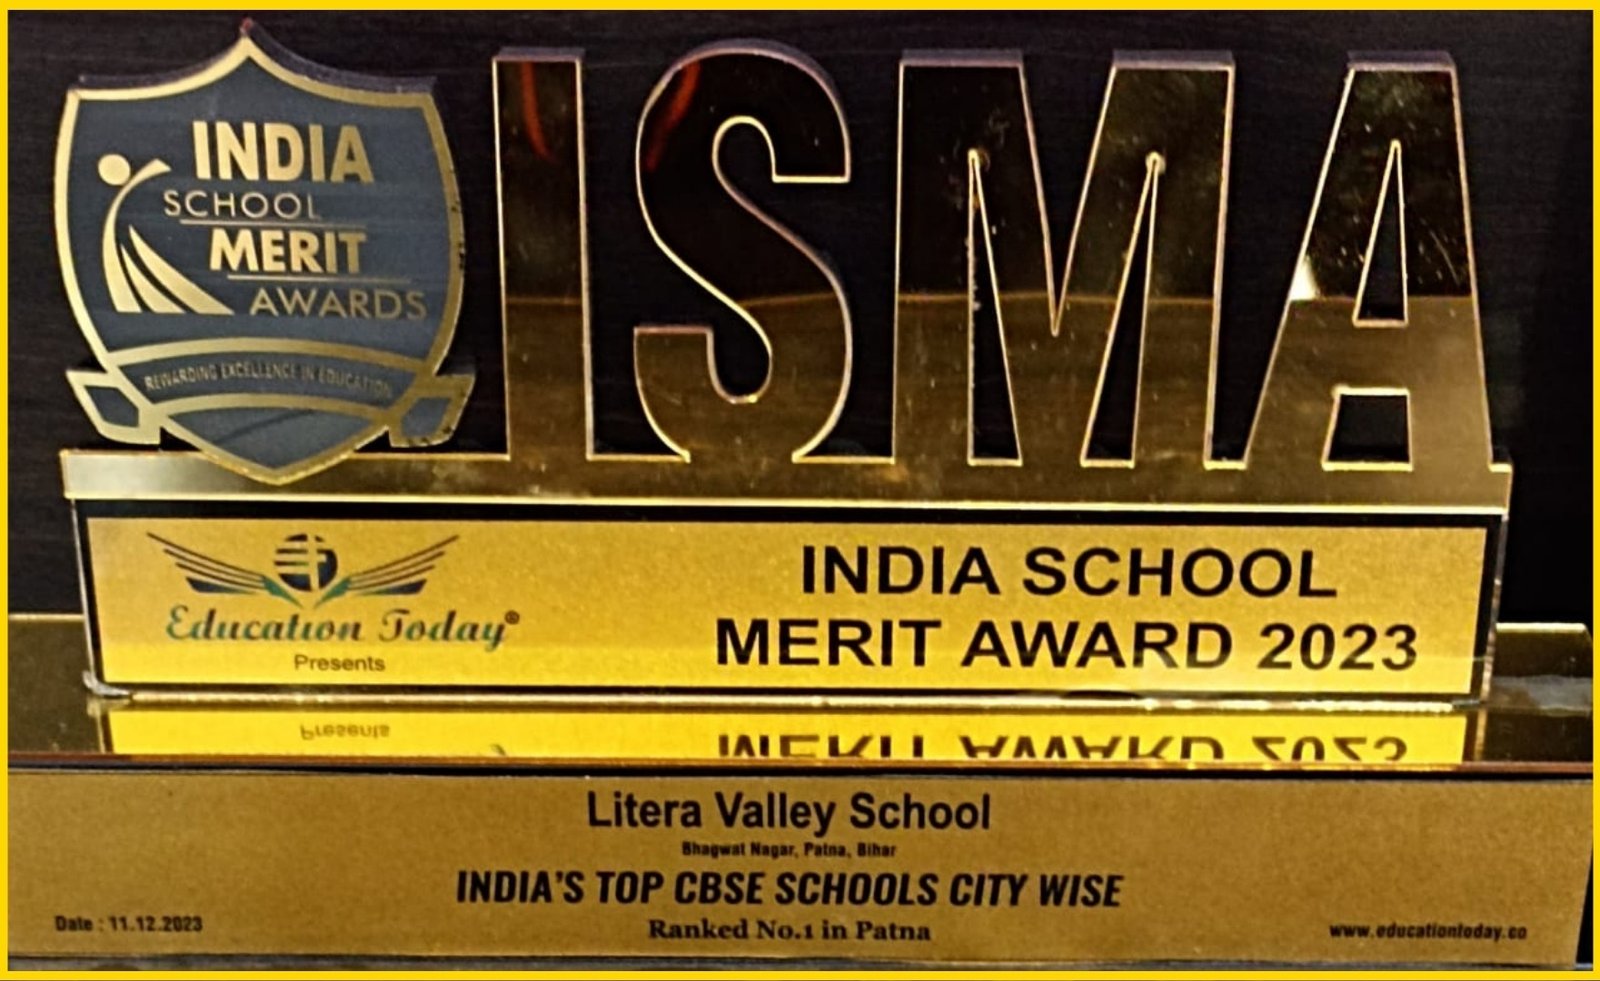 INDIA
SCHOOL
MERIT
AWARDS
REWARDING EXCELLENCE IN EDUCATION
ISMA
Education Today®
Presents
INDIA SCHOOL
MERIT AWARD 2023
Litera Valley School
Bhagwat Nagar, Patna, Bihar
INDIA'S TOP CBSE SCHOOLS CITY WISE
Ranked No.1 in Patna
Date : 11.12.2023
www.educationtoday.co